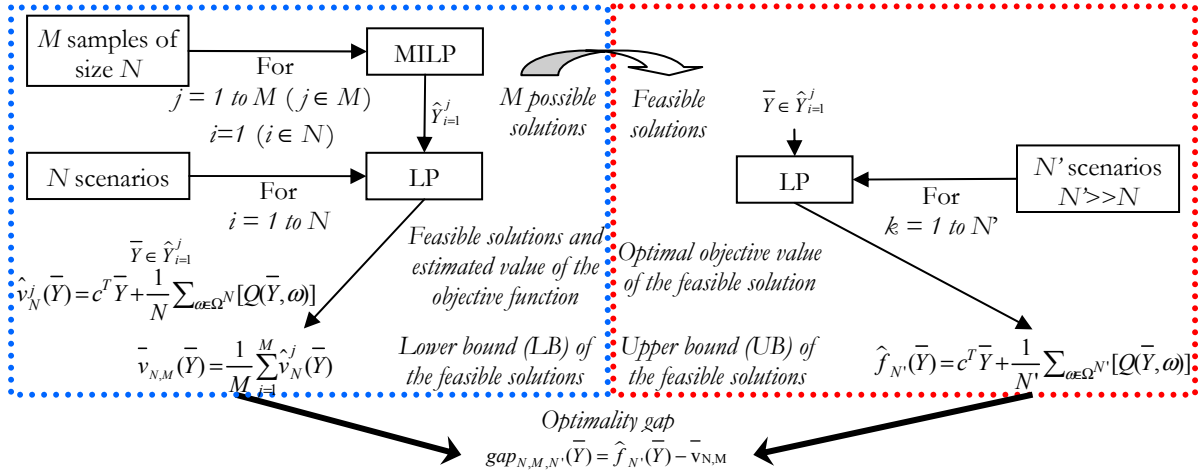 M samples of
size N
For
j = 1 to M ( j ∈ M )
i=1 ( i ∈ N )
MILP
Ŷ^j_{i=1}
N scenarios
For
i = 1 to N
LP
M possible
solutions
Feasible
solutions
Y̅ ∈ Ŷ^j_{i=1}
LP
For
k = 1 to N'
N' scenarios
N'>>N
Y̅ ∈ Ŷ^j_{i=1}
v̂^j_N(Y̅) = c^T Y̅ + 1/N ∑_{ω∈Ω^N} [Q(Y̅, ω)]
Feasible solutions and
estimated value of the
objective function
Optimal objective value
of the feasible solution
v̅_{N,M}(Y̅) = 1/M ∑_{i=1}^{M} v̂^j_N(Y̅)
Lower bound (LB) of
the feasible solutions
Upper bound (UB) of
the feasible solutions
f̂_{N'}(Y̅) = c^T Y̅ + 1/N' ∑_{ω∈Ω^{N'}} [Q(Y̅, ω)]
Optimality gap
gap_{N,M,N'}(Y̅) = f̂_{N'}(Y̅) − v̅_{N,M}